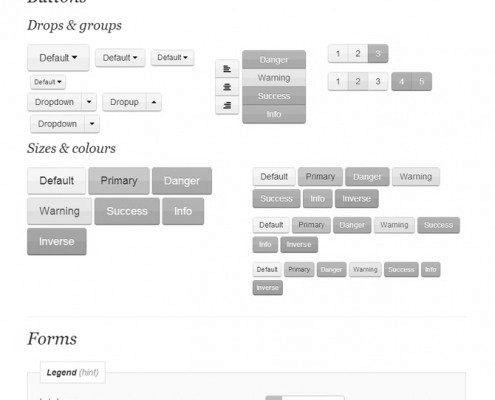 Buttons
Drops & groups
Default Default Default
Default
Dropdown Dropup
Dropdown
Danger
Warning
Success
Info
1 2 3
1 2 3 4 5
Sizes & colours
Default Primary Danger
Warning Success Info
Inverse
Default Primary Danger Warning
Success Info Inverse
Default Primary Danger Warning Success
Info Inverse
Default Primary Danger Warning Success Info
Inverse
Forms
Legend (hint)